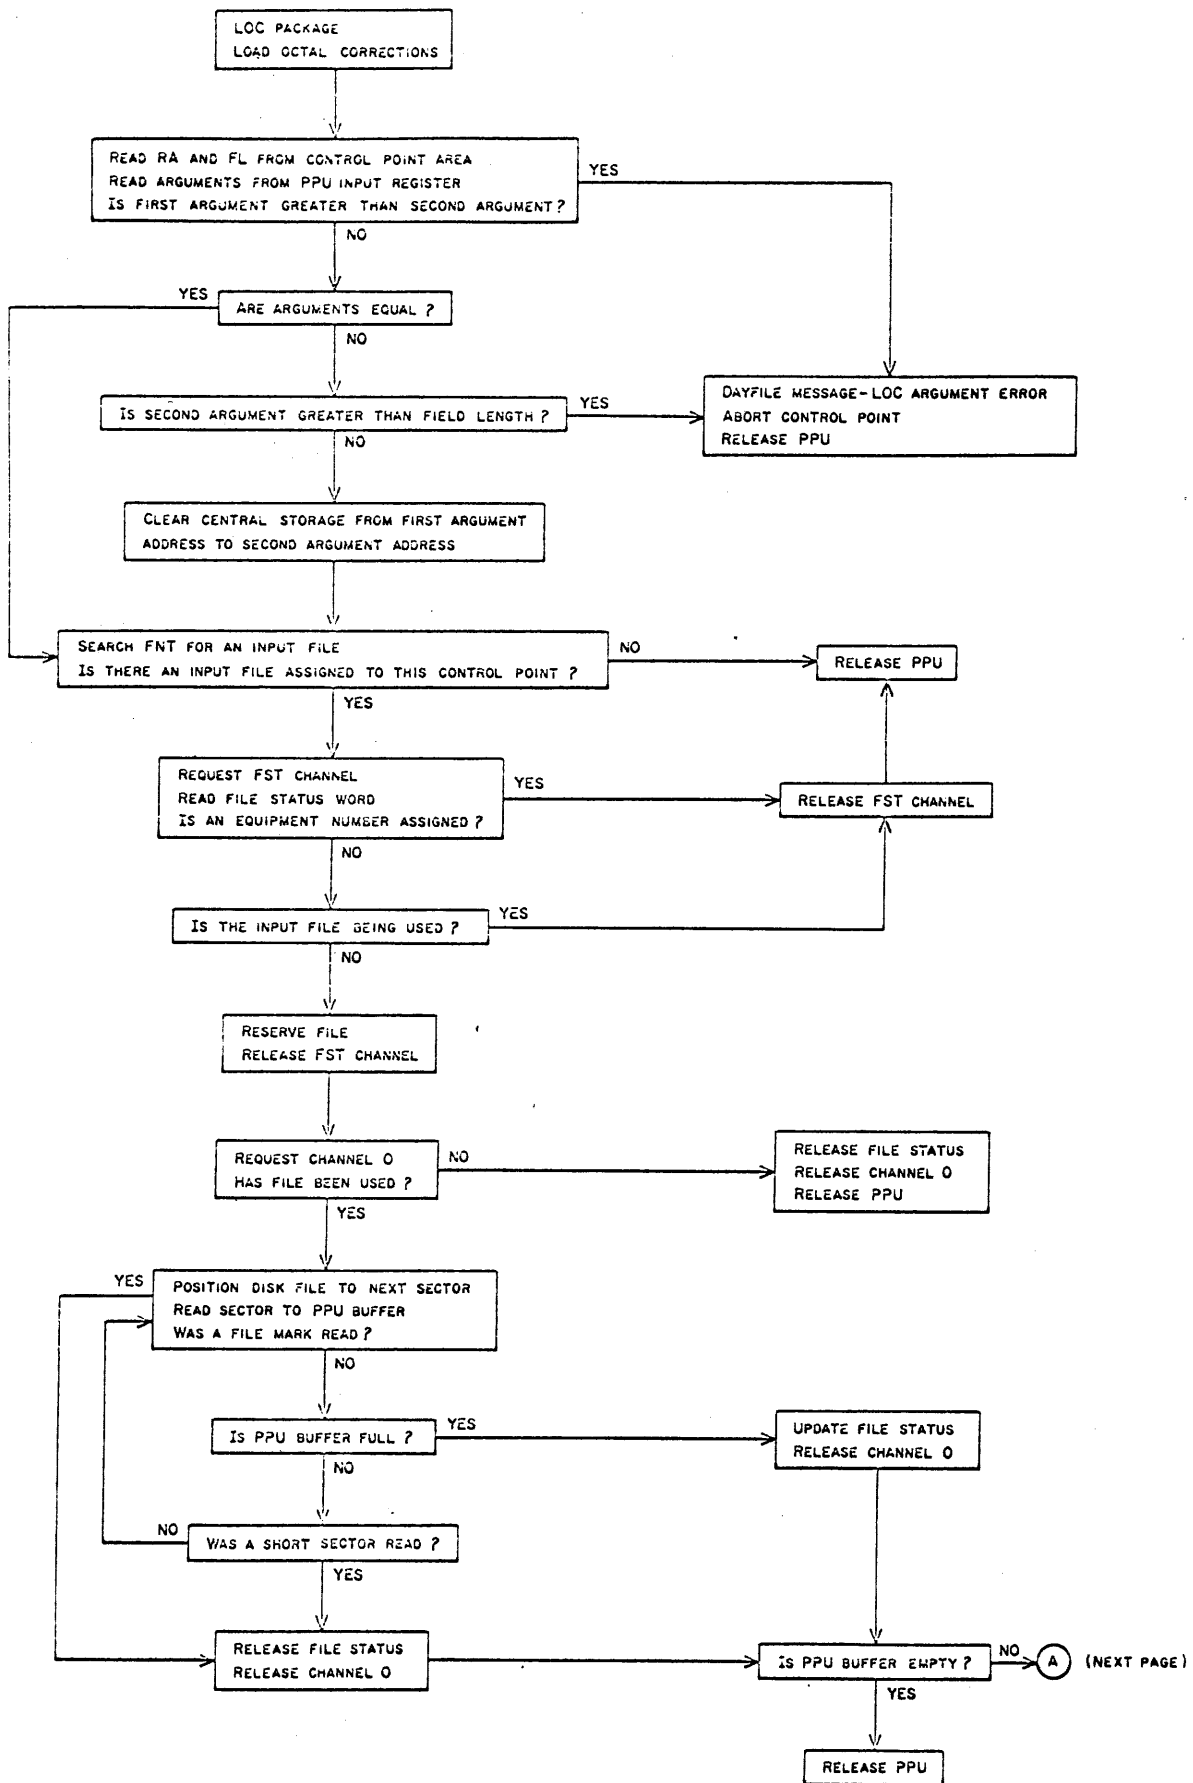 LOC PACKAGE
LOAD OCTAL CORRECTIONS
READ RA AND FL FROM CONTROL POINT AREA
READ ARGUMENTS FROM PPU INPUT REGISTER
IS FIRST ARGUMENT GREATER THAN SECOND ARGUMENT?
YES
NO
YES
ARE ARGUMENTS EQUAL?
NO
IS SECOND ARGUMENT GREATER THAN FIELD LENGTH?
YES
NO
DAYFILE MESSAGE-LOC ARGUMENT ERROR
ABORT CONTROL POINT
RELEASE PPU
CLEAR CENTRAL STORAGE FROM FIRST ARGUMENT
ADDRESS TO SECOND ARGUMENT ADDRESS
SEARCH FNT FOR AN INPUT FILE
IS THERE AN INPUT FILE ASSIGNED TO THIS CONTROL POINT?
NO
RELEASE PPU
YES
REQUEST FST CHANNEL
READ FILE STATUS WORD
IS AN EQUIPMENT NUMBER ASSIGNED?
YES
RELEASE FST CHANNEL
NO
IS THE INPUT FILE BEING USED?
YES
NO
RESERVE FILE
RELEASE FST CHANNEL
REQUEST CHANNEL 0
HAS FILE BEEN USED?
NO
RELEASE FILE STATUS
RELEASE CHANNEL 0
RELEASE PPU
YES
YES
POSITION DISK FILE TO NEXT SECTOR
READ SECTOR TO PPU BUFFER
WAS A FILE MARK READ?
NO
IS PPU BUFFER FULL?
YES
UPDATE FILE STATUS
RELEASE CHANNEL 0
NO
NO
WAS A SHORT SECTOR READ?
YES
RELEASE FILE STATUS
RELEASE CHANNEL 0
IS PPU BUFFER EMPTY?
NO
A
(NEXT PAGE)
YES
RELEASE PPU